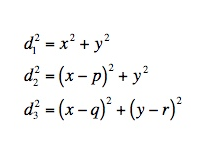 d₁² = x² + y²
d₂² = (x − p)² + y²
d₃² = (x − q)² + (y − r)²